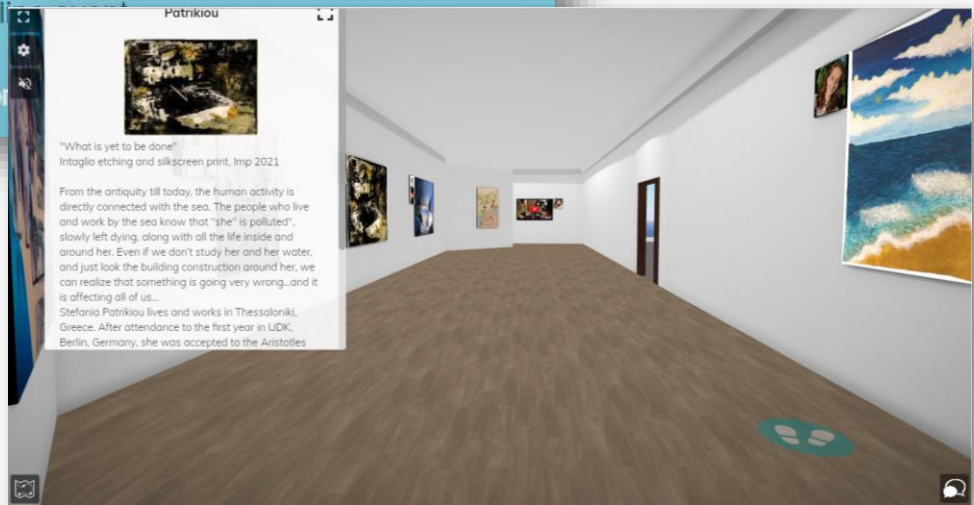 Patrikiou
"What is yet to be done"
Intaglio etching and silkscreen print, Imp 2021
From the antiquity till today, the human activity is
directly connected with the sea. The people who live
and work by the sea know that "she" is polluted",
slowly left dying, along with all the life inside and
around her. Even if we don't study her and her water,
and just look the building construction around her, we
can realize that something is going very wrong...and it
is affecting all of us...
Stefania Patrikiou lives and works in Thessaloniki,
Greece. After attendance to the first year in UDK,
Berlin, Germany, she was accepted to the Aristotles